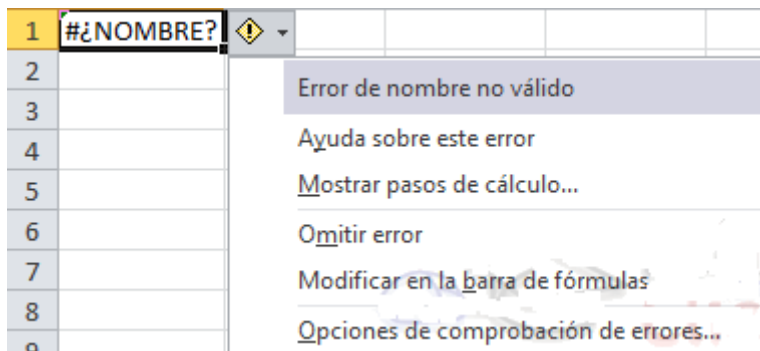 1 #¿NOMBRE?
2
Error de nombre no válido
3
4 Ayuda sobre este error
5 Mostrar pasos de cálculo...
6 Omitir error
7 Modificar en la barra de fórmulas
8
9 Opciones de comprobación de errores...